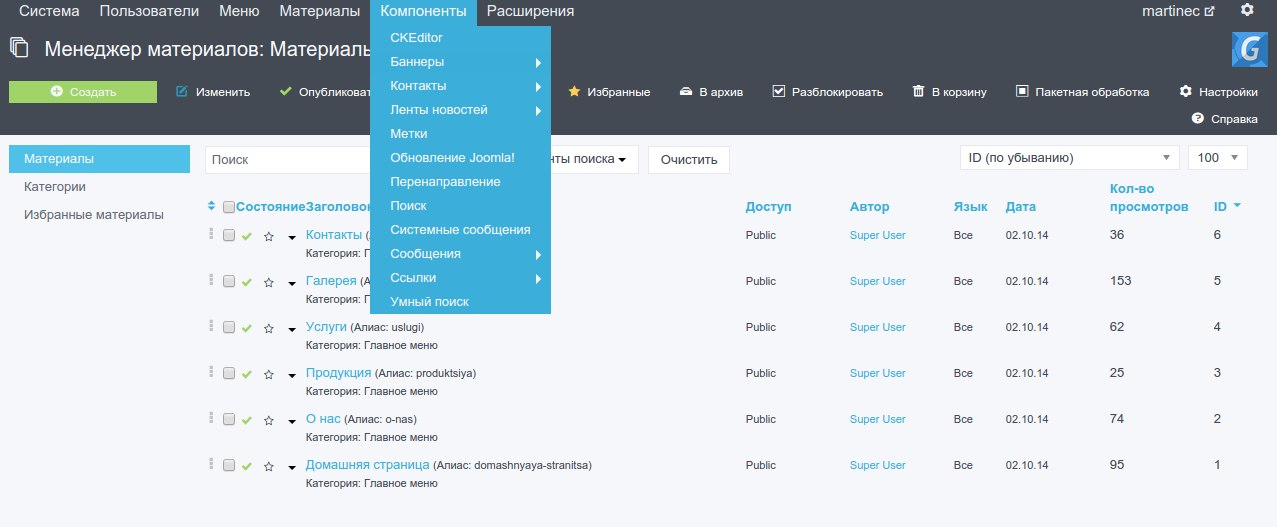 Система Пользователи Меню Материалы Компоненты Расширения martinec
Менеджер материалов: Материалы
CKEditor
Баннеры
Контакты
Ленты новостей
Метки
Обновление Joomla!
Перенаправление
Поиск
Системные сообщения
Сообщения
Ссылки
Умный поиск
Создать Изменить Опубликоват Избранные В архив Разблокировать В корзину Пакетная обработка Настройки
Справка
Материалы
Категории
Избранные материалы
Поиск нты поиска Очистить ID (по убыванию) 100
Состояние Заголовок Доступ Автор Язык Дата Кол-во просмотров ID
Контакты Public Super User Все 02.10.14 36 6
Категория: Г
Галерея (А Public Super User Все 02.10.14 153 5
Категория: Г
Услуги (Алиас: uslugi) Public Super User Все 02.10.14 62 4
Категория: Главное меню
Продукция (Алиас: produktsiya) Public Super User Все 02.10.14 25 3
Категория: Главное меню
О нас (Алиас: o-nas) Public Super User Все 02.10.14 74 2
Категория: Главное меню
Домашняя страница (Алиас: domashnyaya-stranitsa) Public Super User Все 02.10.14 95 1
Категория: Главное меню